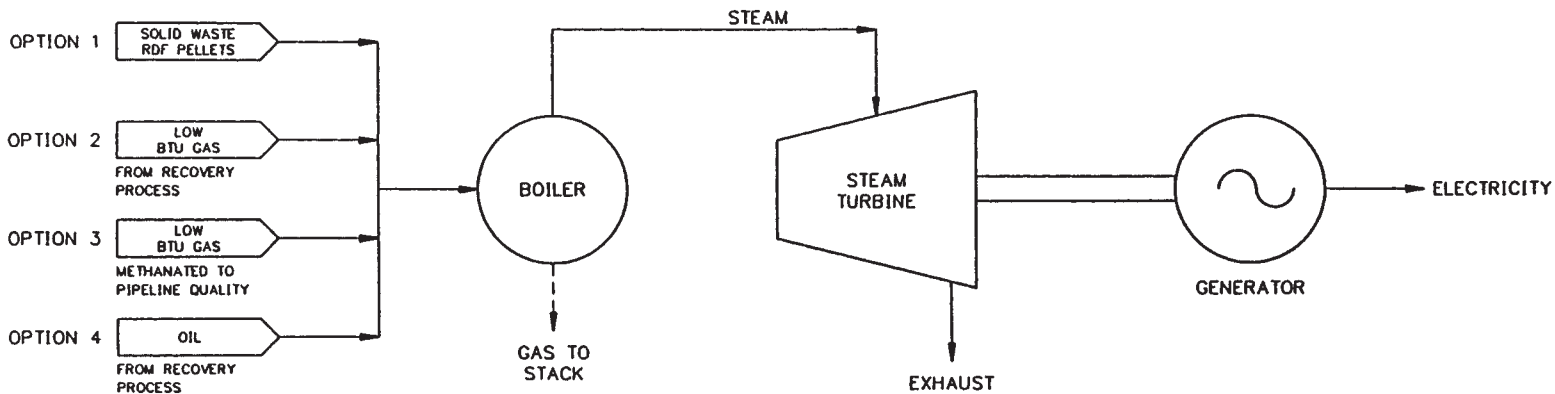 OPTION 1
SOLID WASTE
RDF PELLETS
OPTION 2
LOW
BTU GAS
FROM RECOVERY
PROCESS
OPTION 3
LOW
BTU GAS
METHANATED TO
PIPELINE QUALITY
OPTION 4
OIL
FROM RECOVERY
PROCESS
BOILER
GAS TO
STACK
STEAM
STEAM
TURBINE
EXHAUST
GENERATOR
ELECTRICITY